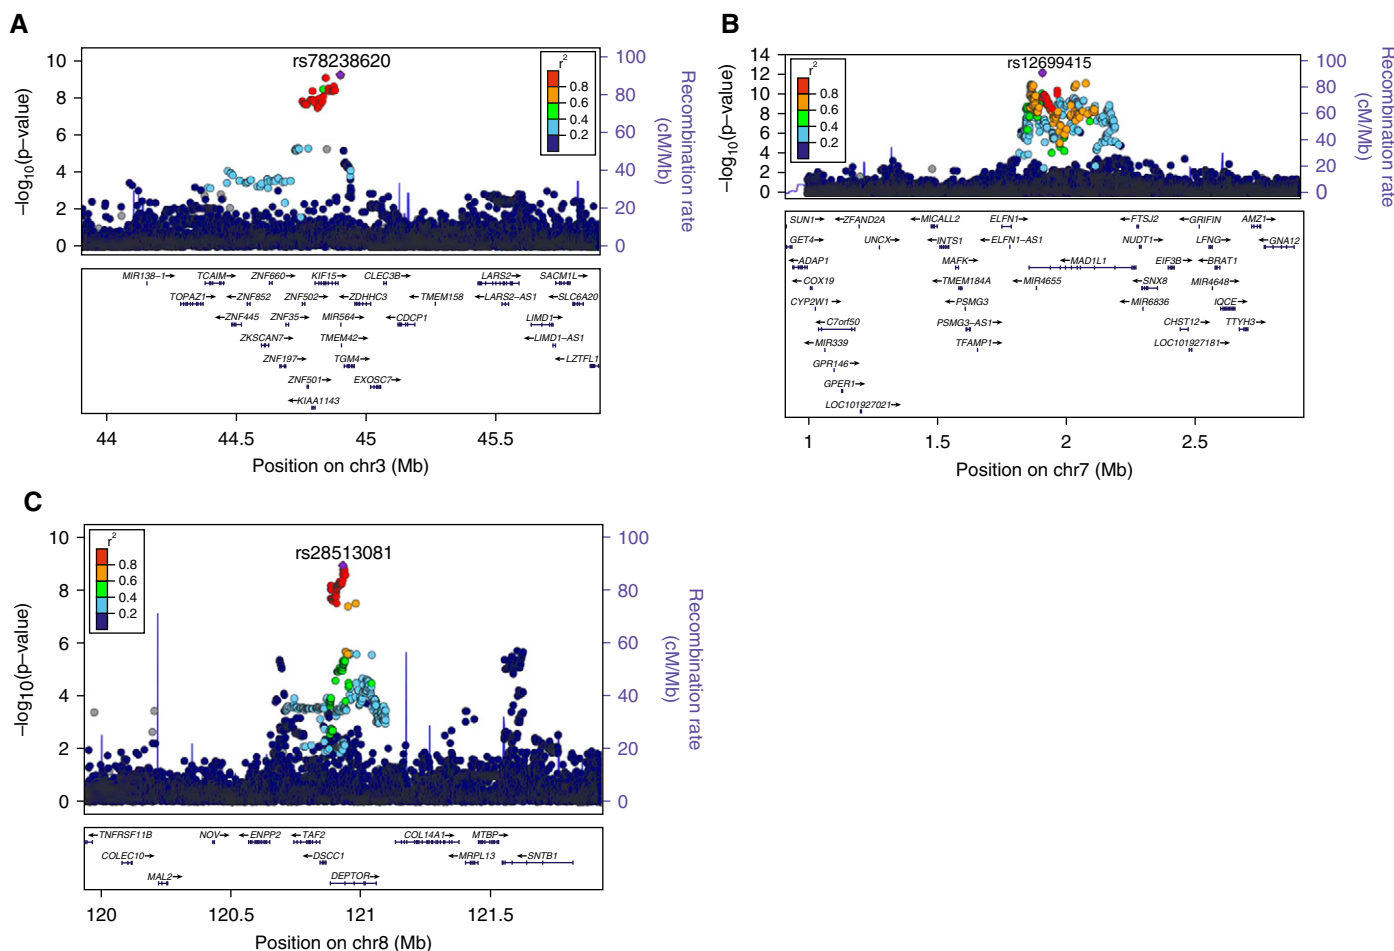 A
rs78238620
r2
0.8
0.6
0.4
0.2
10
8
6
4
2
0
−log10(p−value)
100
80
60
40
20
0
Recombination rate
(cM/Mb)
MIR138−1→ TCAIM→ ZNF660→ KIF15→ CLEC3B→ LARS2→ SACM1L→
TOPAZ1→ ←ZNF852 ZNF502→ ←ZDHHC3 ←TMEM158 ←LARS2−AS1 ←SLC6A20
←ZNF445 ZNF35→ MIR564→ ←CDCP1 LIMD1→
ZKSCAN7→ TMEM42→ ←LIMD1−AS1
ZNF197→ TGM4→ ←LZTFL1
ZNF501→ EXOSC7→
←KIAA1143
44 44.5 45 45.5
Position on chr3 (Mb)
B
rs12699415
r2
0.8
0.6
0.4
0.2
14
12
10
8
6
4
2
0
−log10(p−value)
100
80
60
40
20
0
Recombination rate
(cM/Mb)
SUN1→ ←ZFAND2A ←MICALL2 ELFN1→ ←FTSJ2 ←GRIFIN AMZ1→
GET4→ UNCX→ ←INTS1 ←ELFN1−AS1 NUDT1→ LFNG→ ←GNA12
←ADAP1 MAFK→ ←MAD1L1 EIF3B→ ←BRAT1
←COX19 ←TMEM184A ←MIR4655 ←SNX8 MIR4648→
CYP2W1→ ←PSMG3 ←MIR6836 IQCE→
←C7orf50 PSMG3−AS1→ CHST12→ TTYH3→
←MIR339 TFAMP1→ LOC101927181→
GPR146→
GPER1→
LOC101927021→
1 1.5 2 2.5
Position on chr7 (Mb)
C
rs28513081
r2
0.8
0.6
0.4
0.2
10
8
6
4
2
0
−log10(p−value)
100
80
60
40
20
0
Recombination rate
(cM/Mb)
←TNFRSF11B NOV→ ←ENPP2 ←TAF2 COL14A1→ MTBP→
COLEC10→ ←DSCC1 ←MRPL13 ←SNTB1
MAL2→ DEPTOR→
120 120.5 121 121.5
Position on chr8 (Mb)